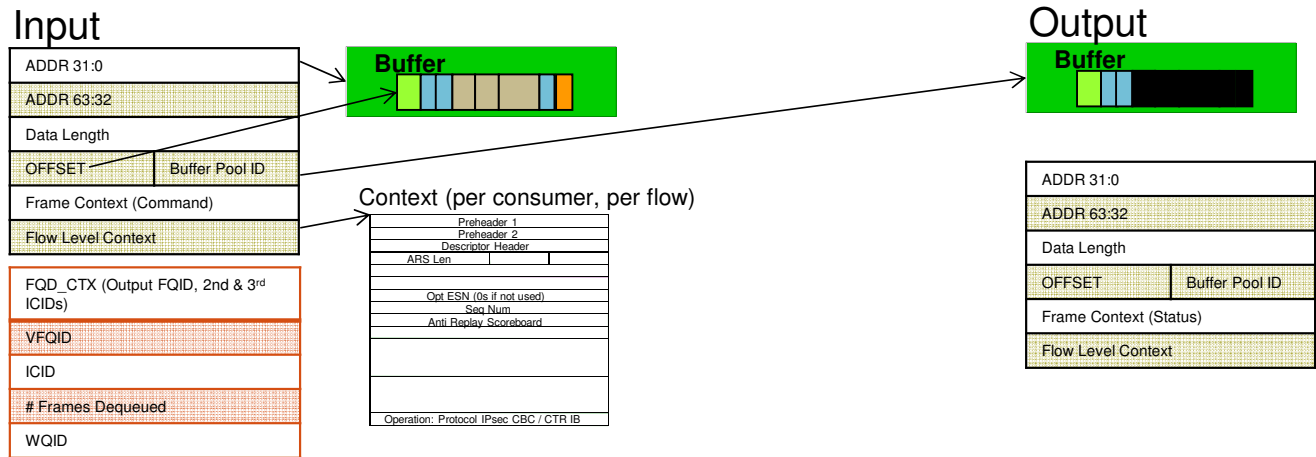 Input
ADDR 31:0
ADDR 63:32
Data Length
OFFSET
Buffer Pool ID
Frame Context (Command)
Flow Level Context
FQD_CTX (Output FQID, 2nd & 3rd
ICIDs)
VFQID
ICID
# Frames Dequeued
WQID
Buffer
Context (per consumer, per flow)
Preheader 1
Preheader 2
Descriptor Header
ARS Len
Opt ESN (0s if not used)
Seq Num
Anti Replay Scoreboard
Operation: Protocol IPsec CBC / CTR IB
Output
Buffer
ADDR 31:0
ADDR 63:32
Data Length
OFFSET
Buffer Pool ID
Frame Context (Status)
Flow Level Context